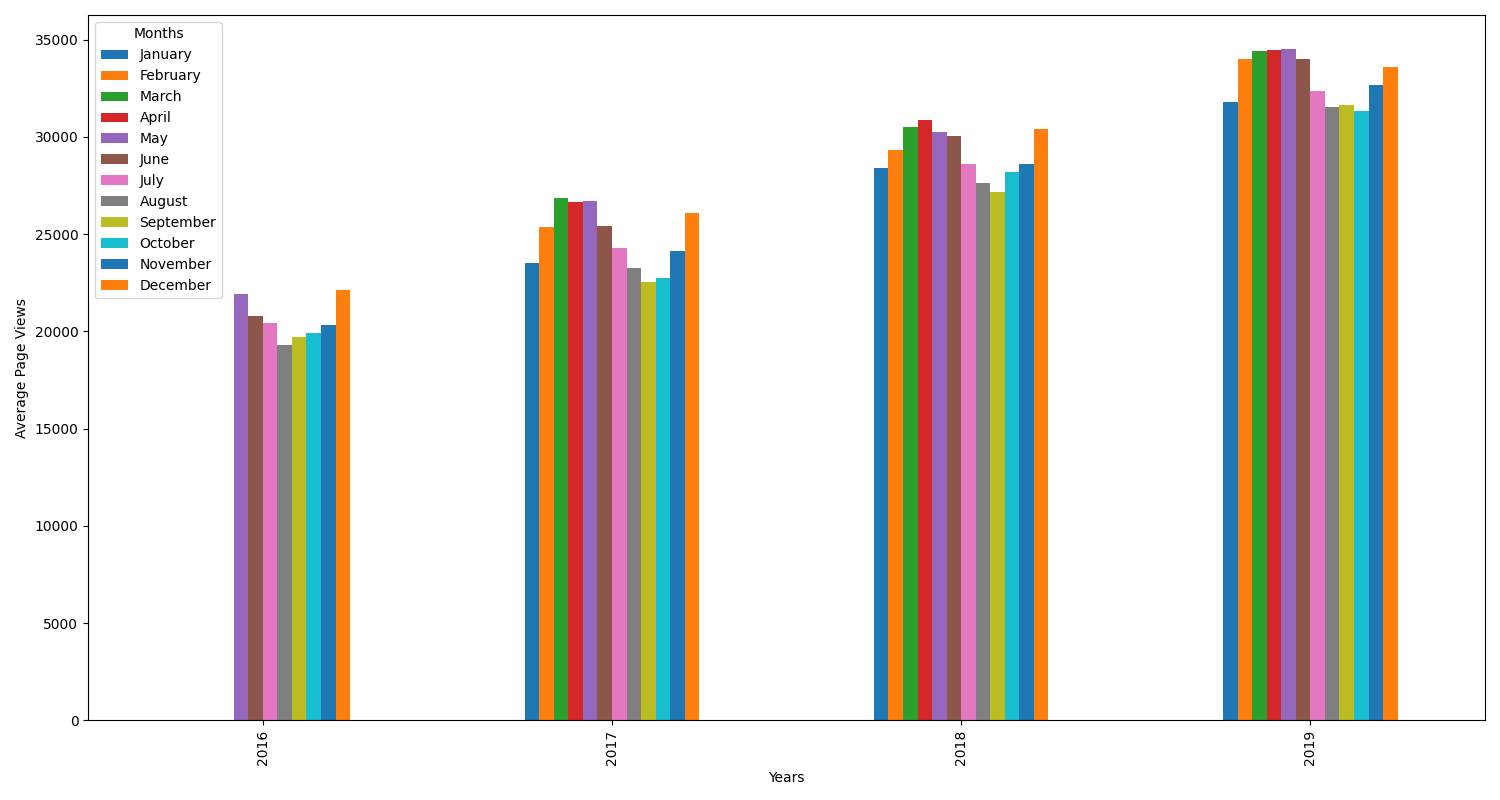 Months
January
February
March
April
May
June
July
August
September
October
November
December
35000
30000
25000
20000
15000
10000
5000
0
Average Page Views
2016
2017
2018
2019
Years